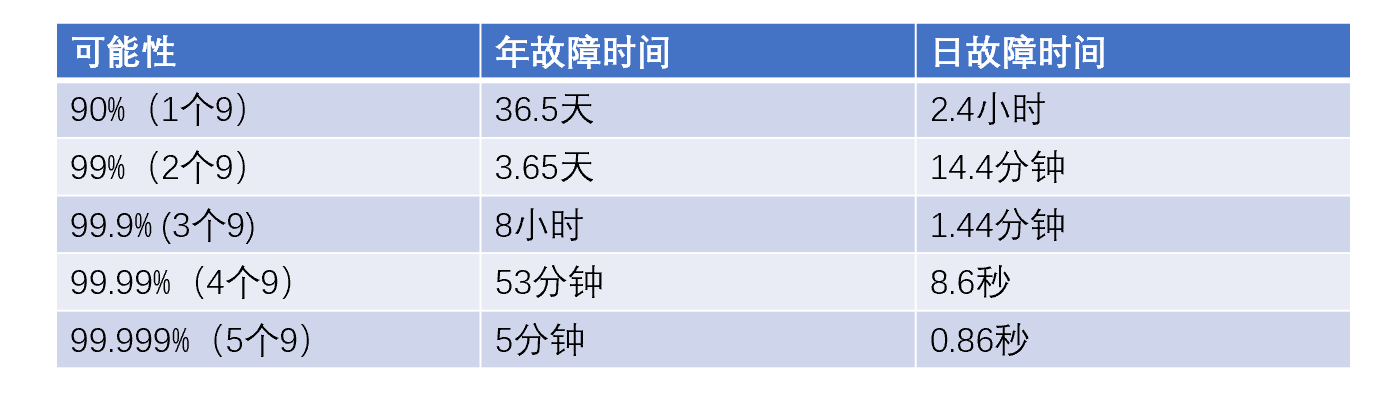 可能性 年故障时间 日故障时间
90%（1个9） 36.5天 2.4小时
99%（2个9） 3.65天 14.4分钟
99.9% (3个9) 8小时 1.44分钟
99.99%（4个9） 53分钟 8.6秒
99.999%（5个9） 5分钟 0.86秒